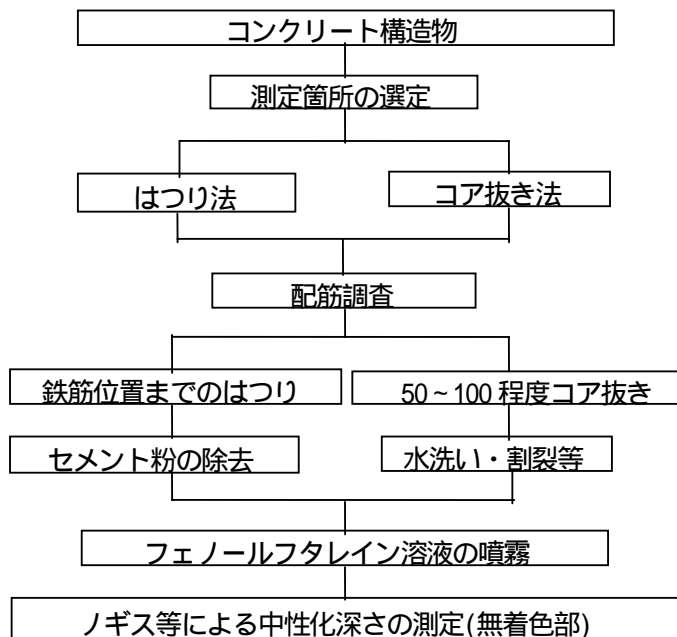 コンクリート構造物
測定箇所の選定
はつり法
コア抜き法
配筋調査
鉄筋位置までのはつり
50~100 程度コア抜き
セメント粉の除去
水洗い・割裂等
フェノールフタレイン溶液の噴霧
ノギス等による中性化深さの測定(無着色部)